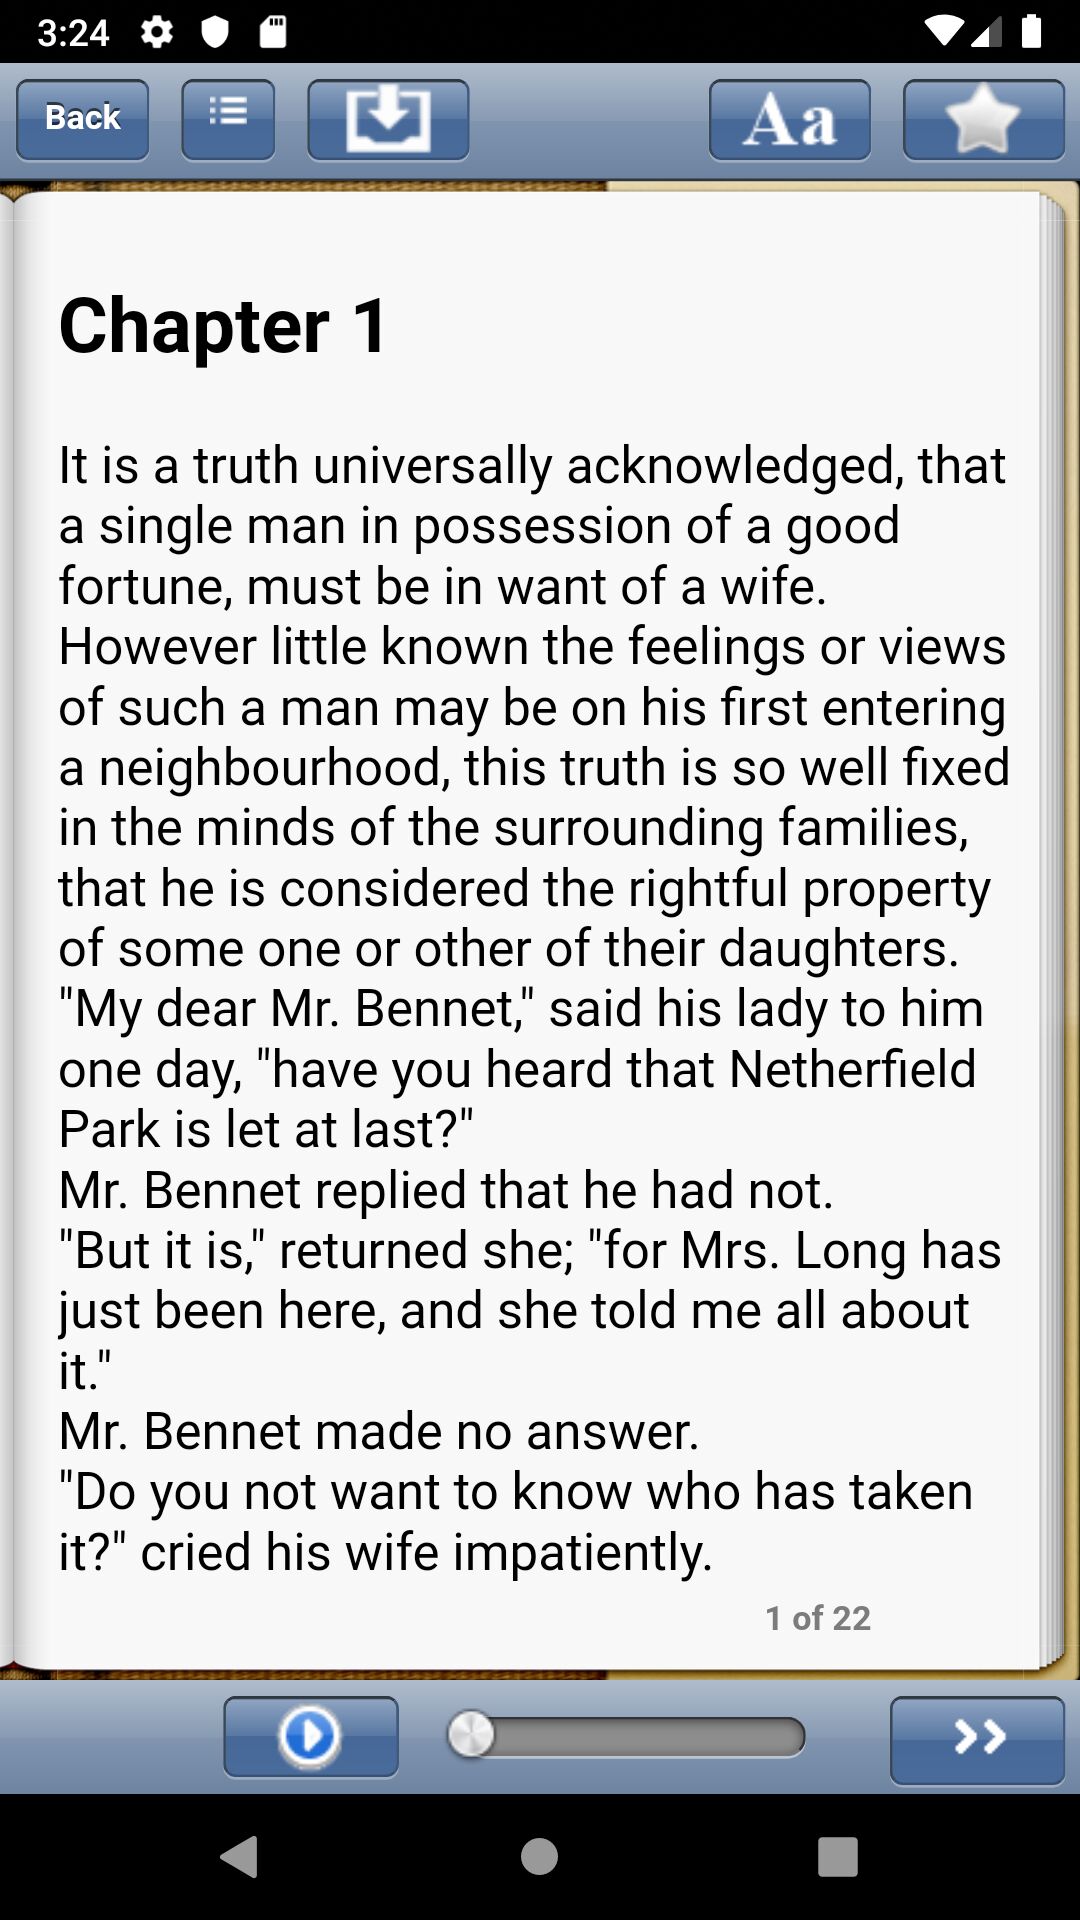 3:24
Back
Aa
Chapter 1
It is a truth universally acknowledged, that
a single man in possession of a good
fortune, must be in want of a wife.
However little known the feelings or views
of such a man may be on his first entering
a neighbourhood, this truth is so well fixed
in the minds of the surrounding families,
that he is considered the rightful property
of some one or other of their daughters.
"My dear Mr. Bennet," said his lady to him
one day, "have you heard that Netherfield
Park is let at last?"
Mr. Bennet replied that he had not.
"But it is," returned she; "for Mrs. Long has
just been here, and she told me all about
it."
Mr. Bennet made no answer.
"Do you not want to know who has taken
it?" cried his wife impatiently.
1 of 22